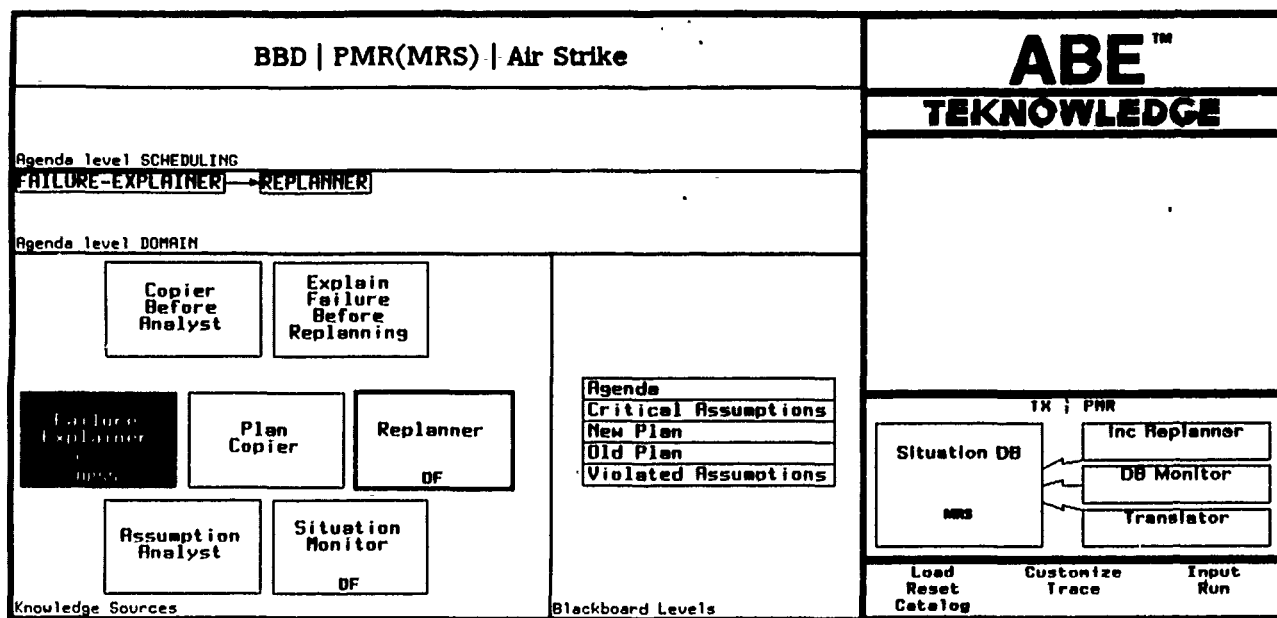 BBD | PMR(MRS) | Air Strike
Agenda level SCHEDULING
FAILURE-EXPLAINER
REPLANNER
Agenda level DOMAIN
Copier
Before
Analyst
Explain
Failure
Before
Replanning
Failure
Explainer
Plan
Copier
Replanner
DF
Assumption
Analyst
Situation
Monitor
DF
Knowledge Sources
Agenda
Critical Assumptions
New Plan
Old Plan
Violated Assumptions
Blackboard Levels
ABE™
TEKNOWLEDGE
TX | PMR
Situation DB
MRS
Inc Replanner
DB Monitor
Translator
Load
Customize
Input
Reset
Trace
Run
Catalog